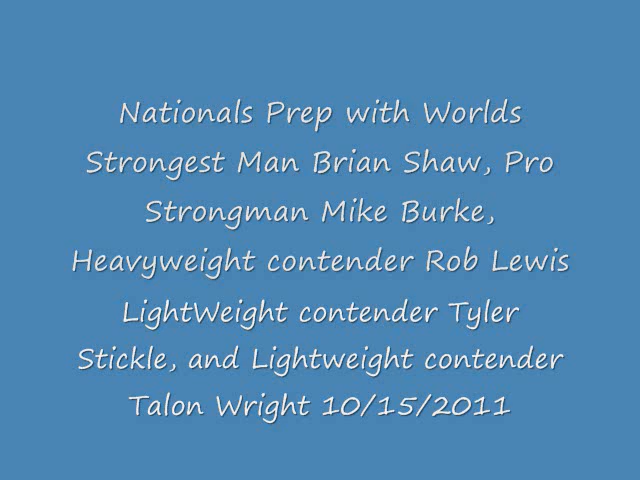 Nationals Prep with Worlds
Strongest Man Brian Shaw, Pro
Strongman Mike Burke,
Heavyweight contender Rob Lewis
LightWeight contender Tyler
Stickle, and Lightweight contender
Talon Wright 10/15/2011